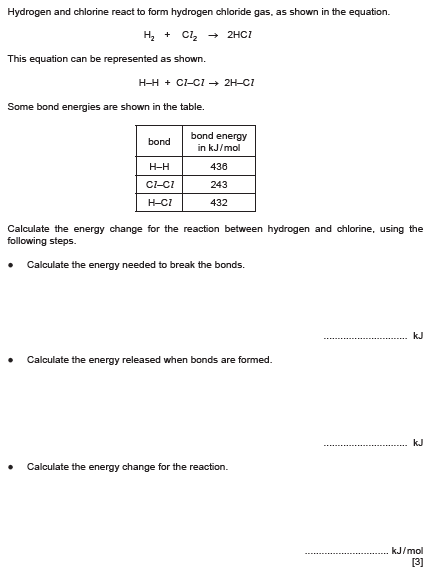 Hydrogen and chlorine react to form hydrogen chloride gas, as shown in the equation.
H₂ + Cl₂ → 2HCl
This equation can be represented as shown.
H–H + Cl–Cl → 2H–Cl
Some bond energies are shown in the table.
bond bond energy in kJ/mol
H–H 436
Cl–Cl 243
H–Cl 432
Calculate the energy change for the reaction between hydrogen and chlorine, using the
following steps.
● Calculate the energy needed to break the bonds.
.............................. kJ
● Calculate the energy released when bonds are formed.
.............................. kJ
● Calculate the energy change for the reaction.
.............................. kJ/mol
[3]